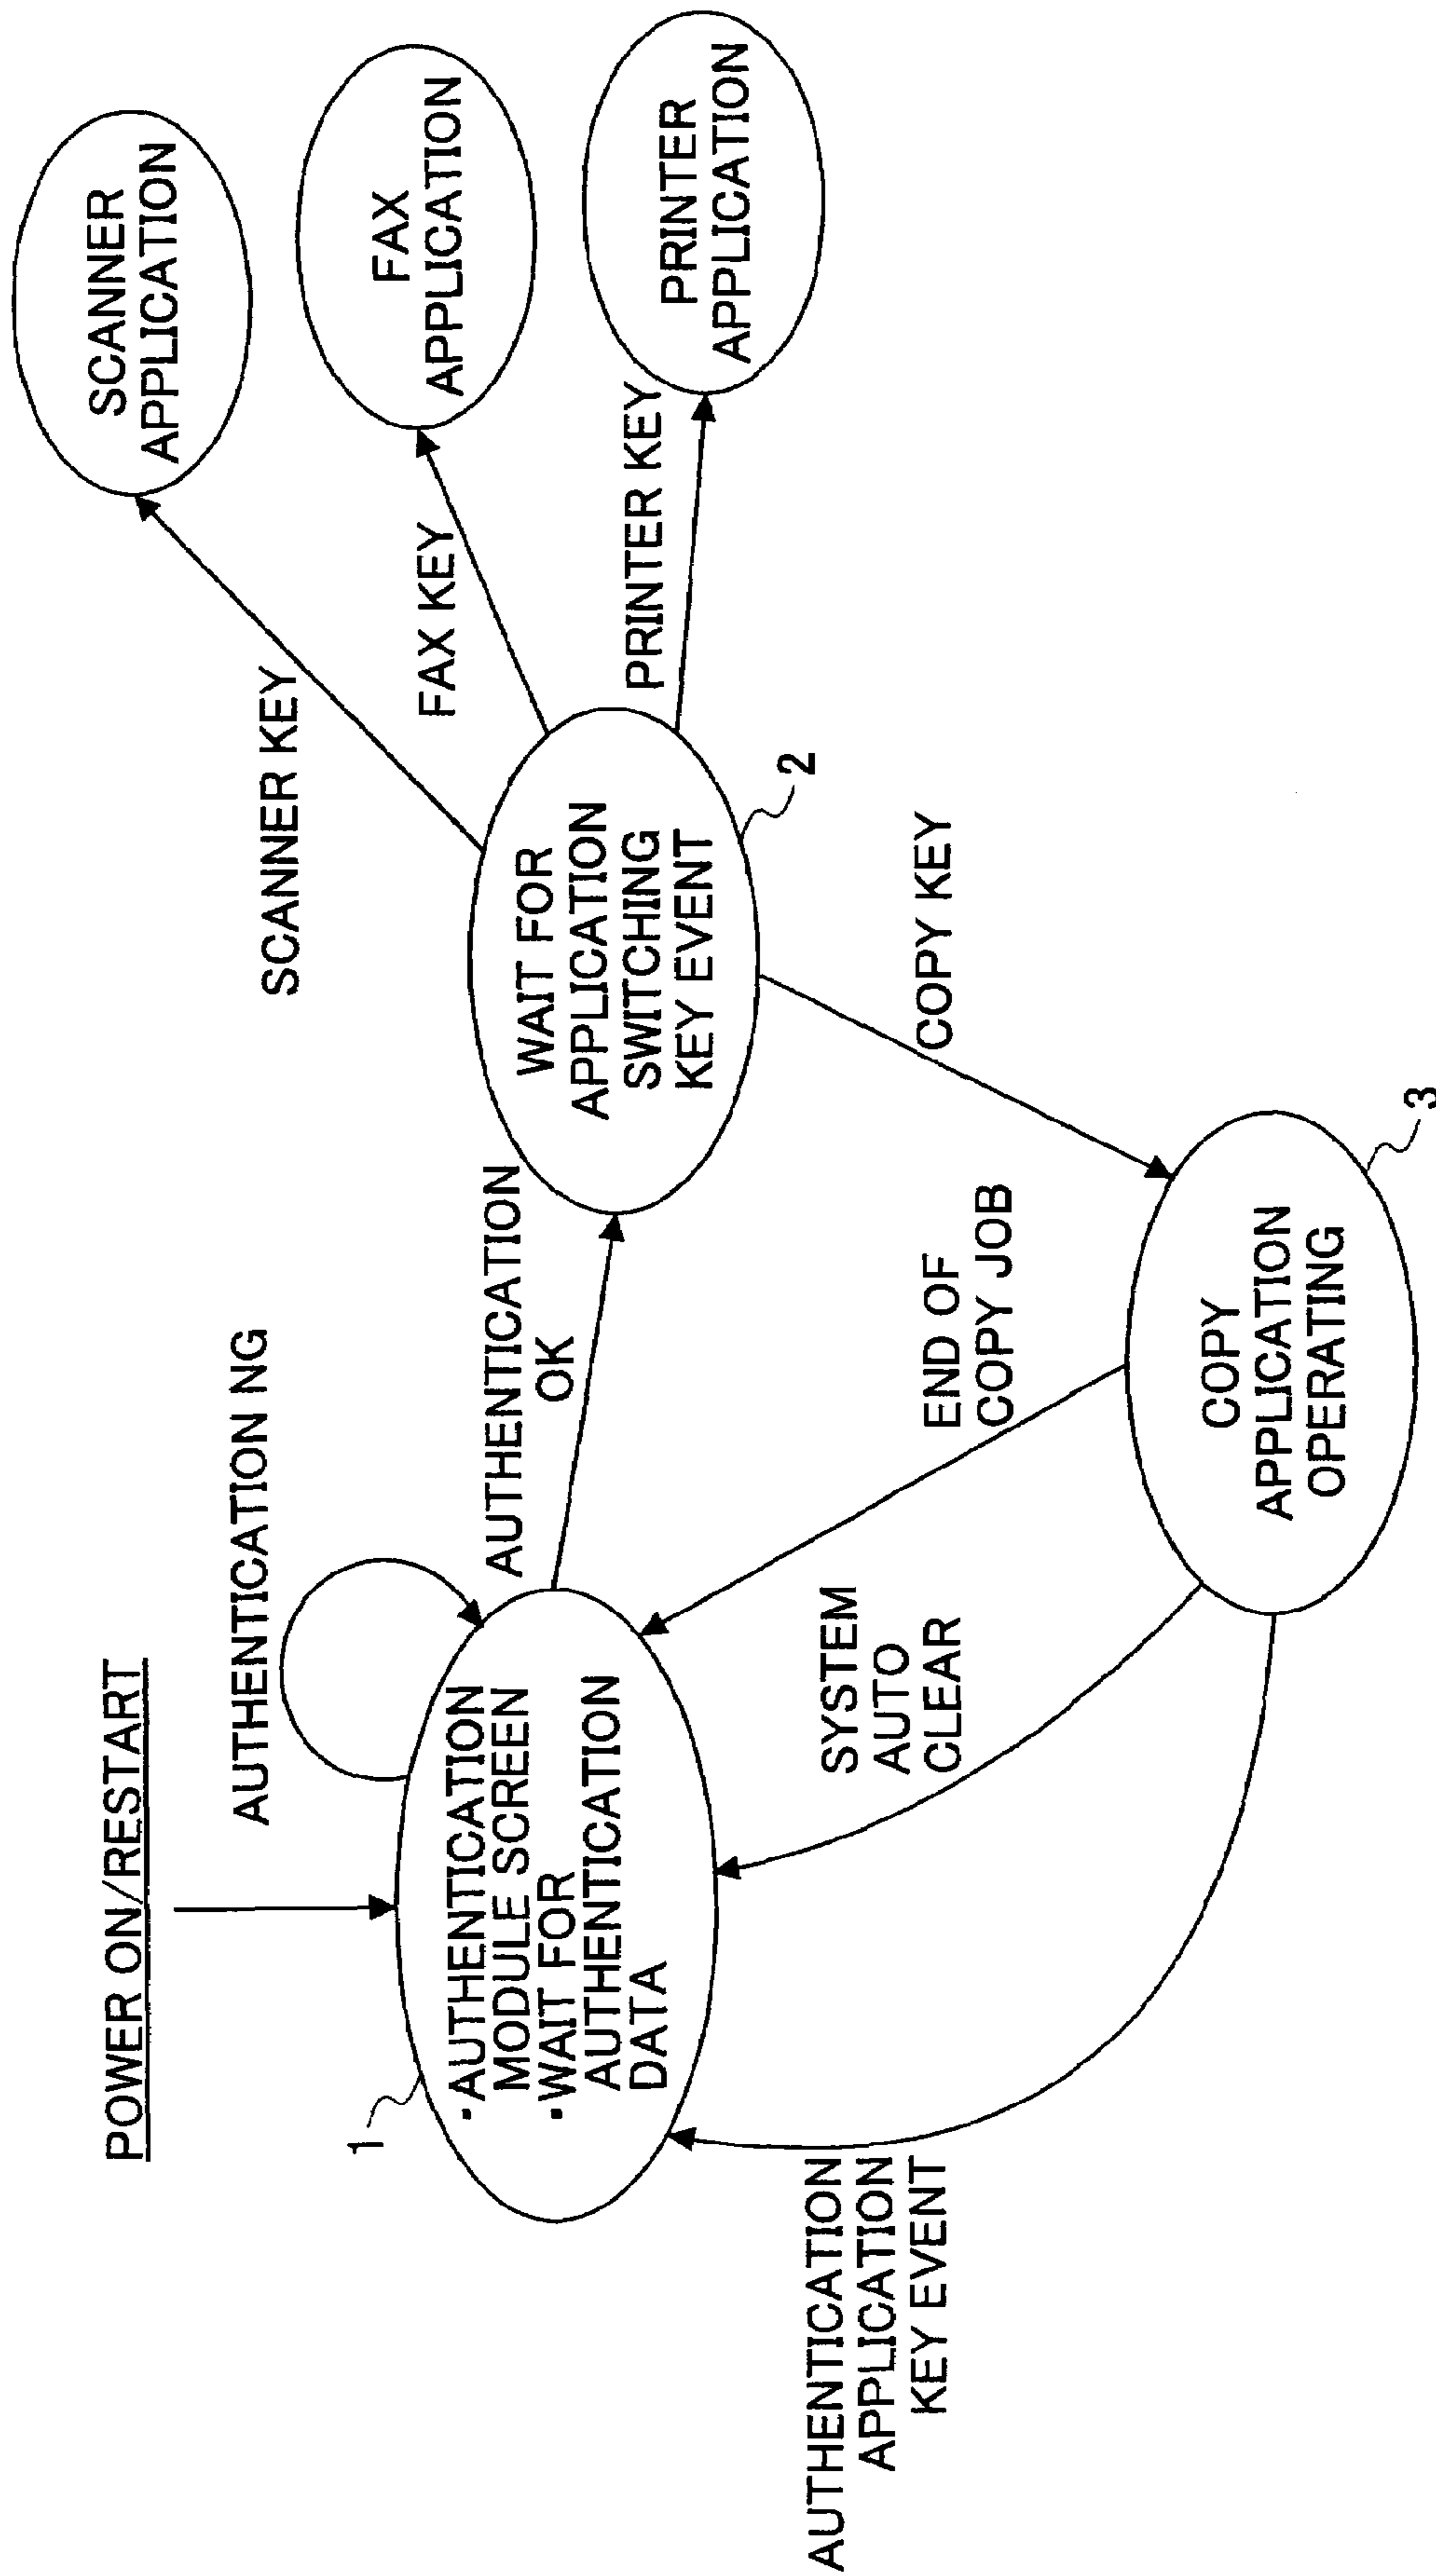 POWER ON/RESTART
AUTHENTICATION NG
1
・AUTHENTICATION
MODULE SCREEN
・WAIT FOR
AUTHENTICATION
DATA
AUTHENTICATION
OK
WAIT FOR
APPLICATION
SWITCHING
KEY EVENT
2
SCANNER KEY
SCANNER
APPLICATION
FAX KEY
FAX
APPLICATION
PRINTER KEY
PRINTER
APPLICATION
COPY KEY
END OF
COPY JOB
SYSTEM
AUTO
CLEAR
AUTHENTICATION
APPLICATION
KEY EVENT
COPY
APPLICATION
OPERATING
3